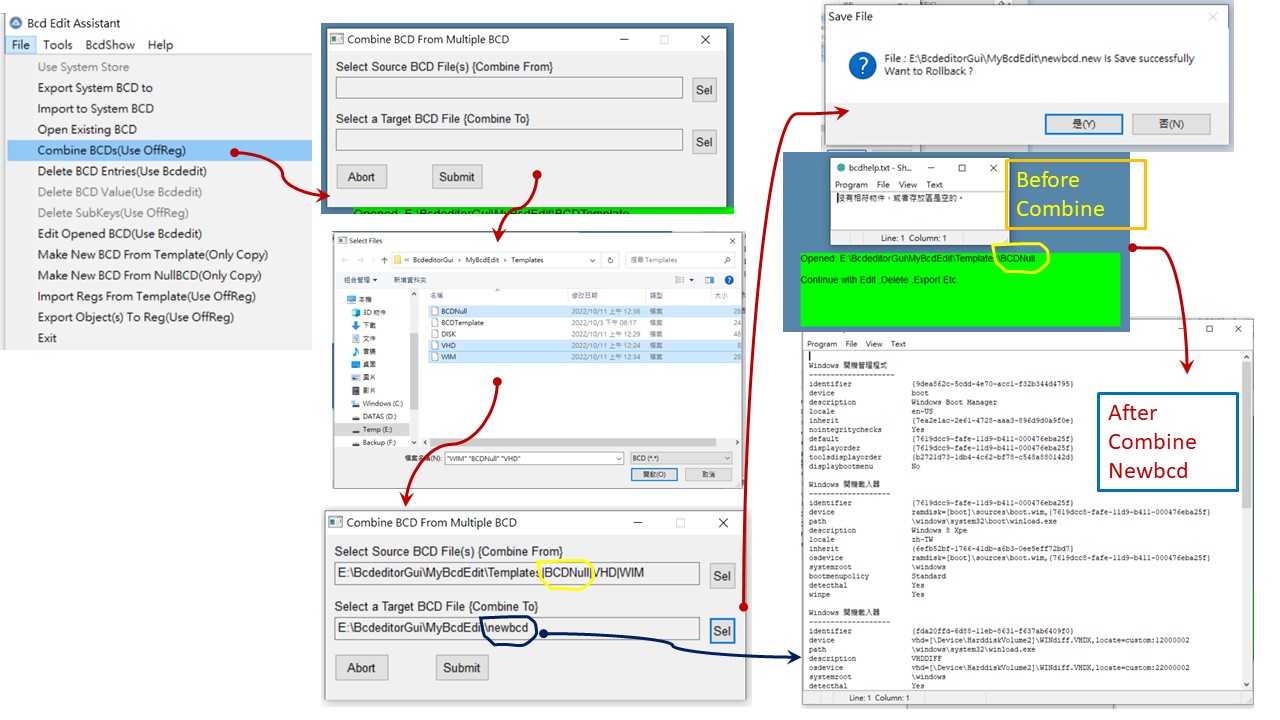 Bcd Edit Assistant
File Tools BcdShow Help
Use System Store
Export System BCD to
Import to System BCD
Open Existing BCD
Combine BCDs(Use OffReg)
Delete BCD Entries(Use Bcdedit)
Delete BCD Value(Use Bcdedit)
Delete SubKeys(Use OffReg)
Edit Opened BCD(Use Bcdedit)
Make New BCD From Template(Only Copy)
Make New BCD From NullBCD(Only Copy)
Import Regs From Template(Use OffReg)
Export Object(s) To Reg(Use OffReg)
Exit
Combine BCD From Multiple BCD
Select Source BCD File(s) {Combine From}
Sel
Select a Target BCD File {Combine To}
Sel
Abort Submit
Opened: E:\BcdeditorGui\MyBsdEdit\BCDTemplate
Select Files
BcdeditorGui › MyBcdEdit › Templates
搜尋 Templates
組合管理 新增資料夾
本機
3D 物件
下載
文件
音樂
桌面
圖片
影片
Windows (C:)
DATAS (D:)
Temp (E:)
Backup (F:)
名稱 修改日期 類型 大小
BCDNull 2022/10/11 上午 12:36 檔案 28
BCDTemplate 2022/10/3 下午 06:17 檔案 24
DISK 2022/10/11 上午 12:29 檔案 48
VHD 2022/10/11 上午 12:24 檔案 8
WIM 2022/10/11 上午 12:34 檔案 28
檔案名稱(N): "WIM" "BCDNull" "VHD" BCD (*.*)
開啟(O) 取消
Combine BCD From Multiple BCD
Select Source BCD File(s) {Combine From}
E:\BcdeditorGui\MyBcdEdit\Templates|BCDNull|VHD|WIM Sel
Select a Target BCD File {Combine To}
E:\BcdeditorGui\MyBcdEdit\newbcd Sel
Abort Submit
Save File
File : E:\BcdeditorGui\MyBcdEdit\newbcd.new Is Save successfully
Want to Rollback ?
是(Y) 否(N)
bcdhelp.txt - Sh...
Program File View Text
沒有相符物件，或者存放區是空的。
Line: 1 Column: 1
Before
Combine
Opened: E:\BcdeditorGui\MyBcdEdit\Templates\BCDNull
Continue with Edit ,Delete ,Export Etc.
Program File View Text
Windows 開機管理程式
--------------------
identifier {9dea862c-5cdd-4e70-acc1-f32b344d4795}
device boot
description Windows Boot Manager
locale en-US
inherit {7ea2e1ac-2e61-4728-aaa3-896d9d0a9f0e}
nointegritychecks Yes
default {7619dcc9-fafe-11d9-b411-000476eba25f}
displayorder {7619dcc9-fafe-11d9-b411-000476eba25f}
toolsdisplayorder {b2721d73-1db4-4c62-bf78-c548a880142d}
displaybootmenu No
Windows 開機載入器
-------------------
identifier {7619dcc9-fafe-11d9-b411-000476eba25f}
device ramdisk=[boot]\sources\boot.wim,{7619dcc8-fafe-11d9-b411-000476eba25f}
path \windows\system32\boot\winload.exe
description Windows 8 Xpe
locale zh-TW
inherit {6efb52bf-1766-41db-a6b3-0ee5eff72bd7}
osdevice ramdisk=[boot]\sources\boot.wim,{7619dcc8-fafe-11d9-b411-000476eba25f}
systemroot \windows
bootmenupolicy Standard
detecthal Yes
winpe Yes
Windows 開機載入器
-------------------
identifier {fda20ffd-6d88-11eb-8631-f637ab6409f0}
device vhd=[\Device\HarddiskVolume2]\WINdiff.VHDX,locate=custom:12000002
path \windows\system32\winload.exe
description VHDDIFF
osdevice vhd=[\Device\HarddiskVolume2]\WINdiff.VHDX,locate=custom:22000002
systemroot \windows
detecthal Yes
Line: 1 Column: 1
After
Combine
Newbcd